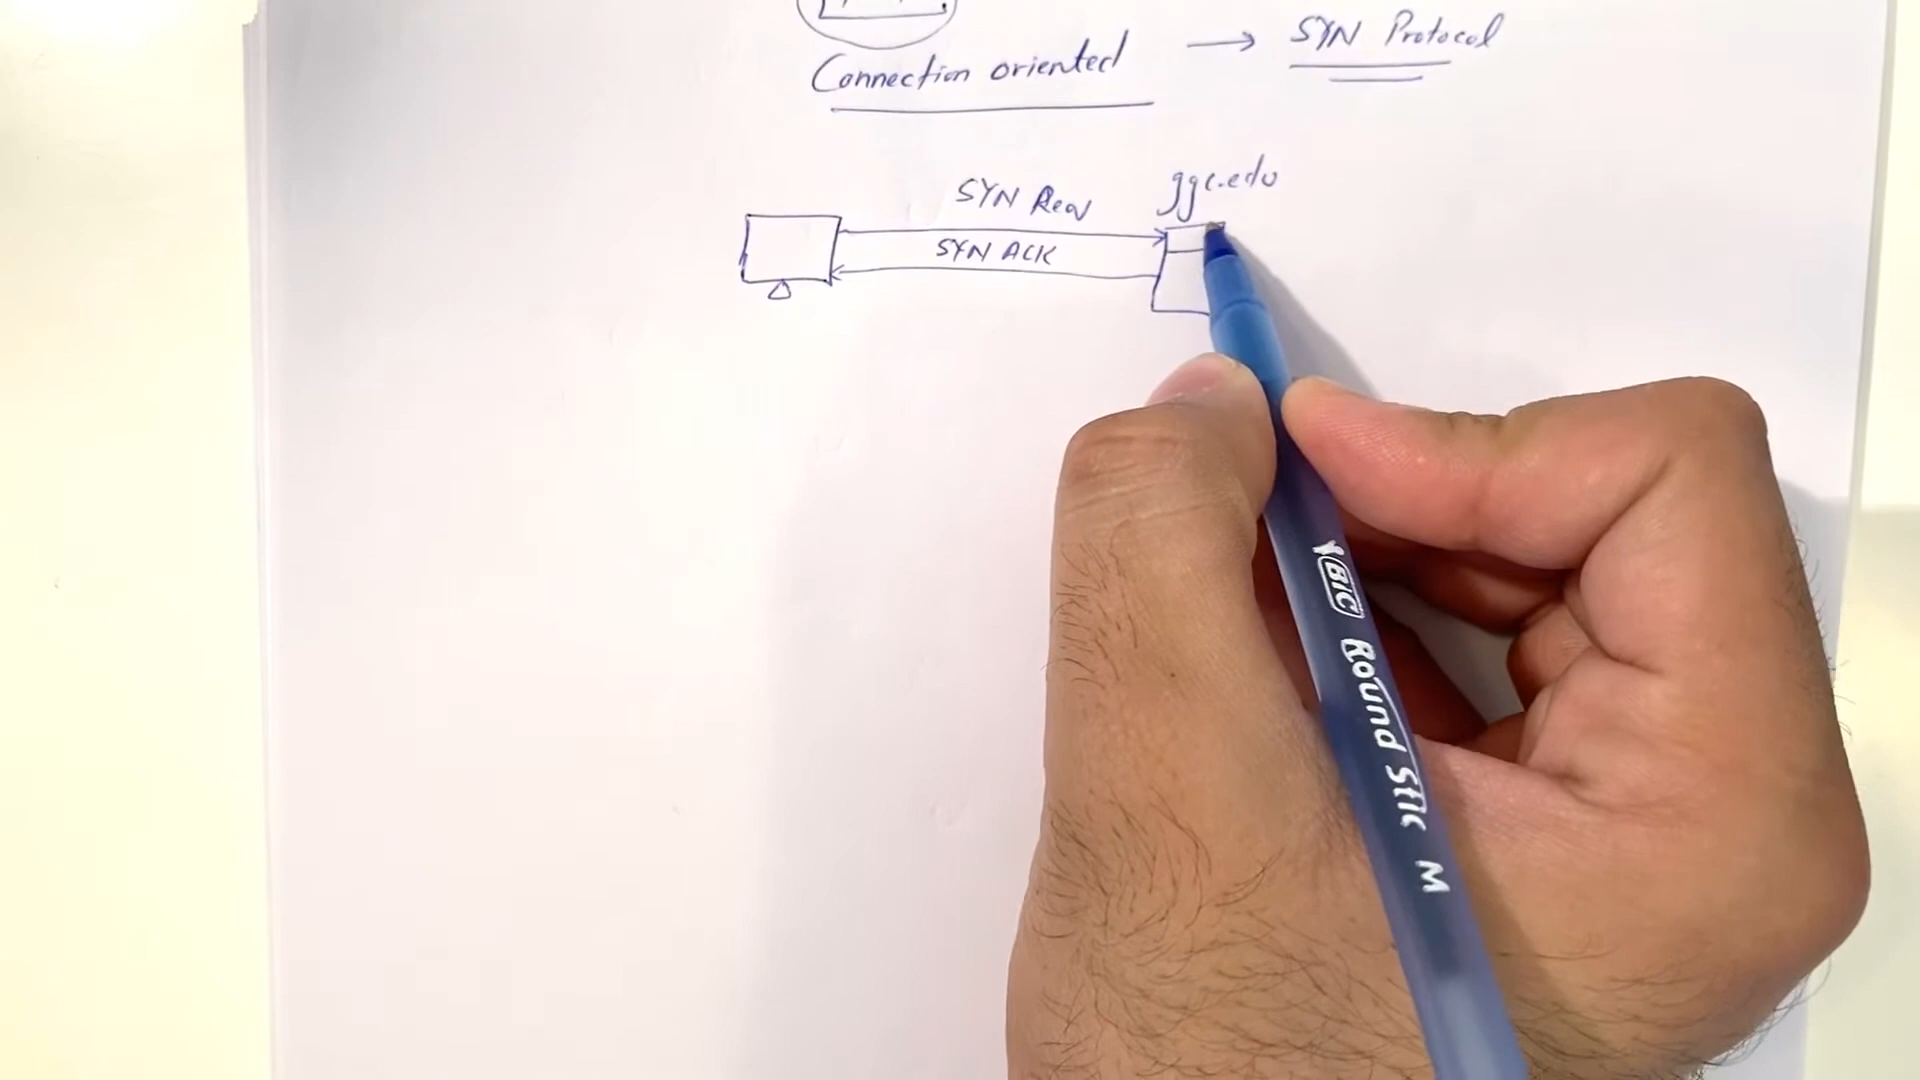 Connection oriented → SYN Protocol
ggc.edu
SYN Req
SYN ACK
BIC Round Stic M